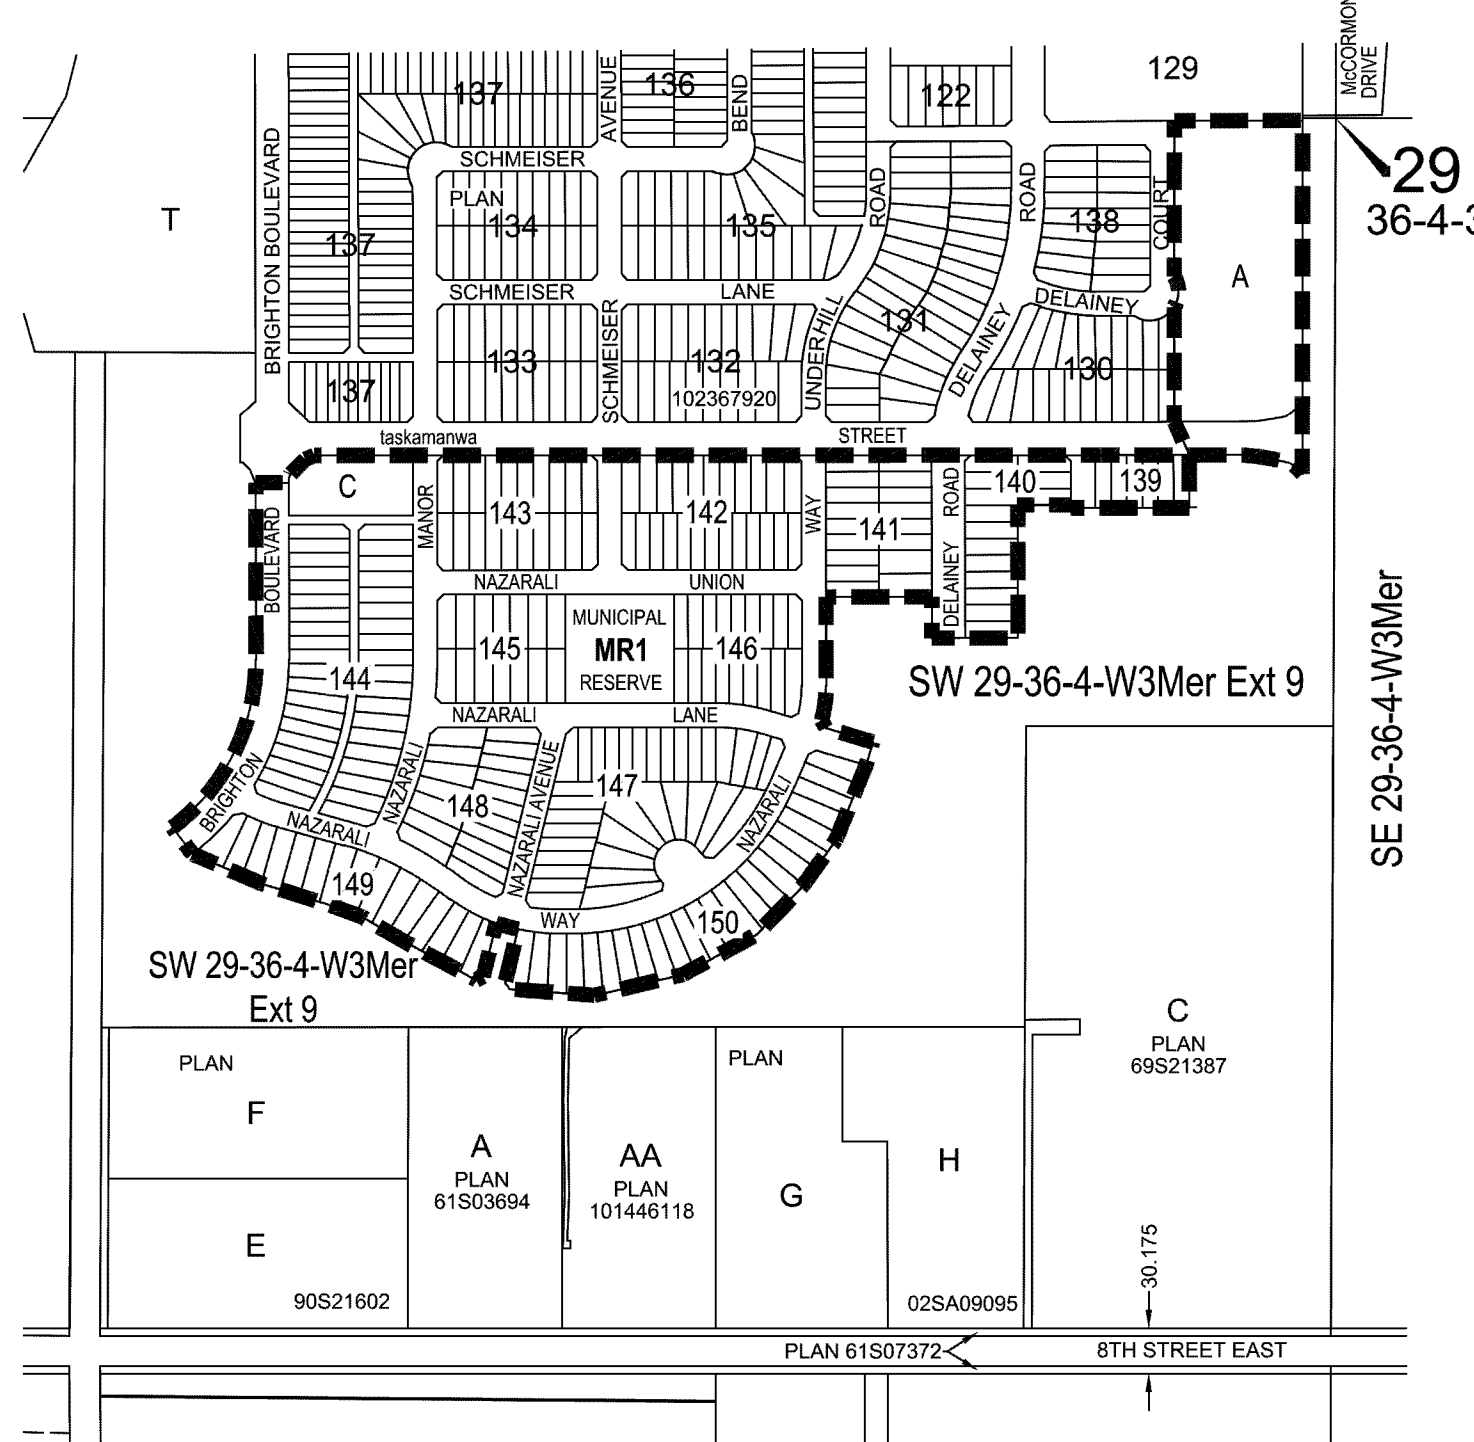 McCORMON
DRIVE
129
137
AVENUE
136
BEND
122
29
36-4-3
SCHMEISER
BRIGHTON BOULEVARD
T
137
PLAN
134
135
ROAD
ROAD
138
COURT
A
SCHMEISER
LANE
DELAINEY
SCHMEISER
UNDERHILL
131
DELAINEY
130
137
133
132
102367920
taskamanwa
STREET
C
MANOR
143
142
WAY
141
ROAD
140
139
BOULEVARD
NAZARALI
UNION
DELAINEY
MUNICIPAL
MR1
RESERVE
145
146
144
SW 29-36-4-W3Mer Ext 9
SE 29-36-4-W3Mer
NAZARALI
LANE
BRIGHTON
NAZARALI
NAZARALI
148
NAZARALI AVENUE
147
NAZARALI
149
WAY
150
SW 29-36-4-W3Mer
Ext 9
C
PLAN
69S21387
PLAN
F
E
90S21602
A
PLAN
61S03694
AA
PLAN
101446118
PLAN
G
H
02SA09095
30.175
PLAN 61S07372
8TH STREET EAST